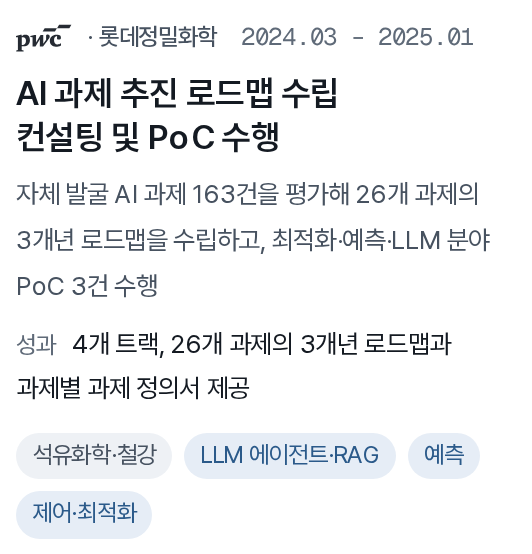 pwc · 롯데정밀화학 2024.03 – 2025.01
AI 과제 추진 로드맵 수립
컨설팅 및 PoC 수행
자체 발굴 AI 과제 163건을 평가해 26개 과제의
3개년 로드맵을 수립하고, 최적화·예측·LLM 분야
PoC 3건 수행
성과 4개 트랙, 26개 과제의 3개년 로드맵과
과제별 과제 정의서 제공
석유화학·철강 LLM 에이전트·RAG 예측
제어·최적화